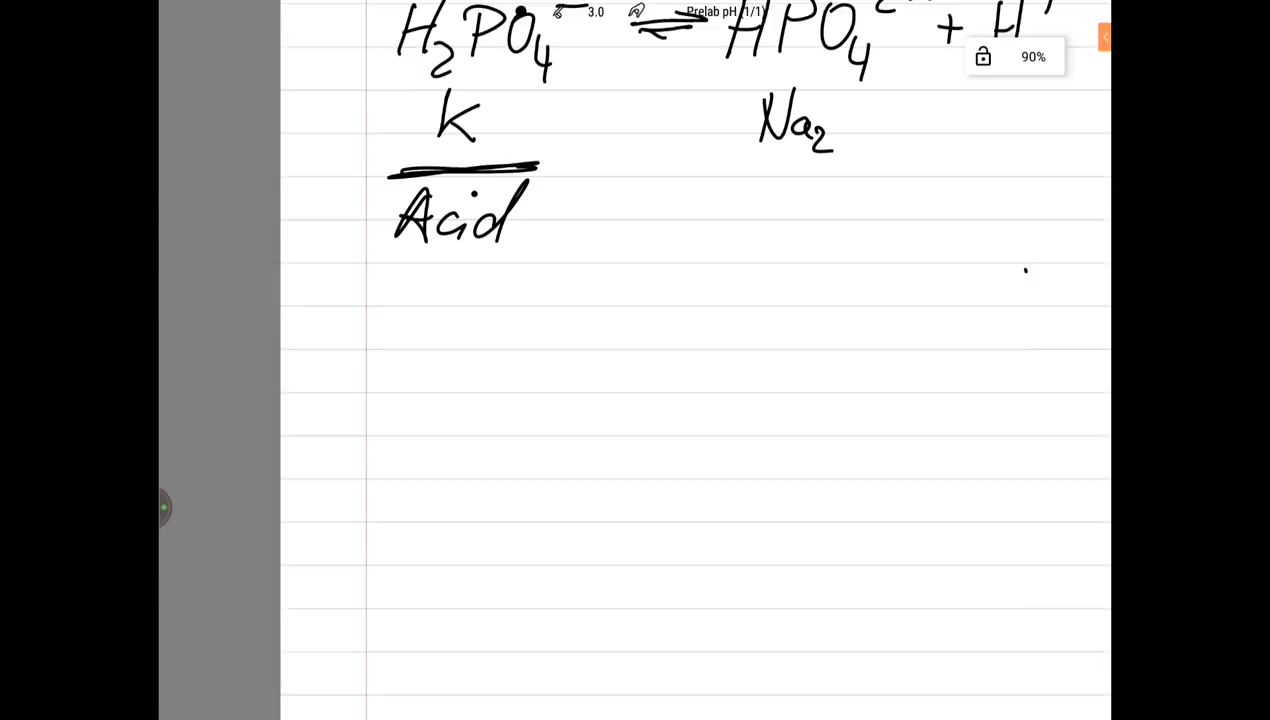 3.0 Prelab pH (1/1)
H₂PO₄⁻ ⇌ HPO₄²⁻ + H⁺
90%
K Na₂
Acid